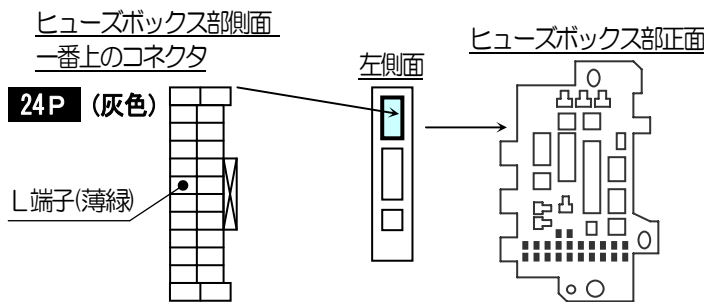 ヒューズボックス部側面
一番上のコネクタ
24P (灰色)
L端子(薄緑)
左側面
ヒューズボックス部正面